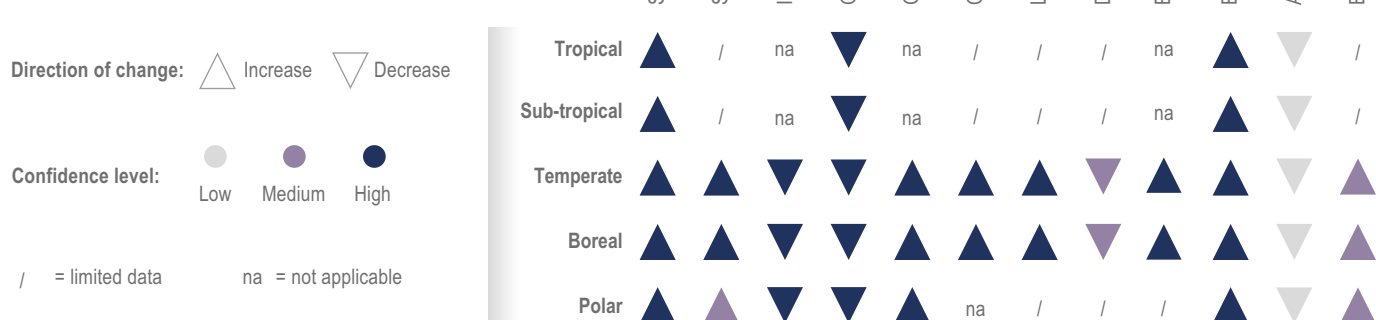 Direction of change: Increase Decrease
Confidence level:
Low Medium High
/ = limited data na = not applicable
Tropical / na na / / / na /
Sub-tropical / na na / / / na /
Temperate
Boreal
Polar na / / /